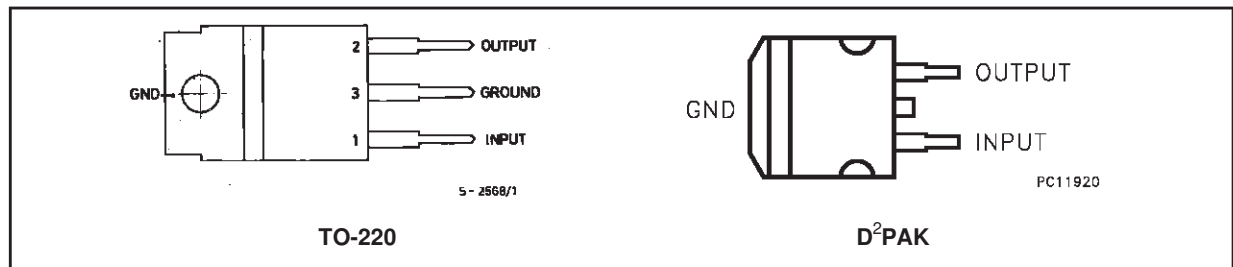 2 OUTPUT
GND
3 GROUND
1 INPUT
S - 2568/1
TO-220
OUTPUT
GND
INPUT
PC11920
D²PAK